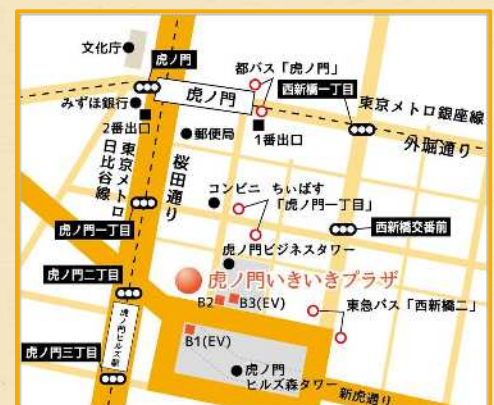 文化庁
虎ノ門
都バス「虎ノ門」
虎ノ門
西新橋一丁目
みずほ銀行
東京メトロ銀座線
2番出口
郵便局
1番出口
外堀通り
東京メトロ
日比谷線
桜田通り
コンビニ
ちぃばす
「虎ノ門一丁目」
虎ノ門一丁目
西新橋交番前
虎ノ門ビジネスタワー
虎ノ門二丁目
虎ノ門いきいきプラザ
B2
B3(EV)
東急バス「西新橋二」
虎ノ門ヒルズ駅
B1(EV)
虎ノ門三丁目
虎ノ門
ヒルズ森タワー
新虎通り